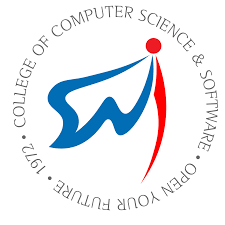 COLLEGE OF COMPUTER SCIENCE & SOFTWARE • OPEN YOUR FUTURE • 1972 •